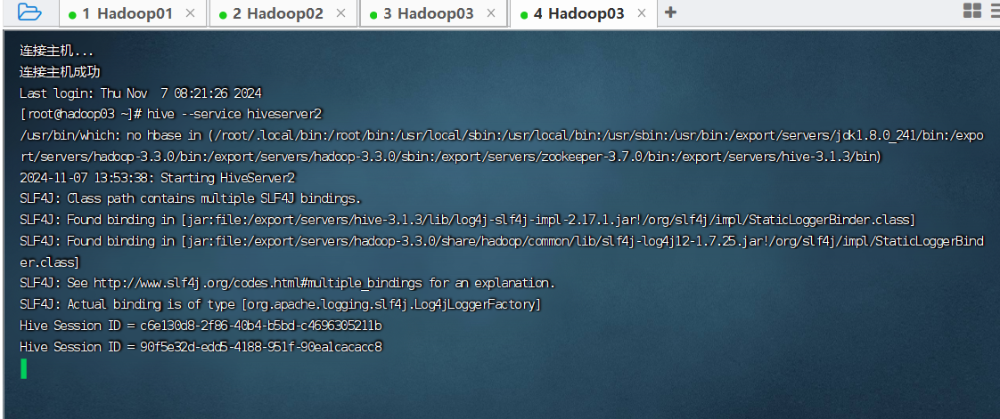 1 Hadoop01 × 2 Hadoop02 × 3 Hadoop03 × 4 Hadoop03 × +
连接主机...
连接主机成功
Last login: Thu Nov  7 08:21:26 2024
[root@hadoop03 ~]# hive --service hiveserver2
/usr/bin/which: no hbase in (/root/.local/bin:/root/bin:/usr/local/sbin:/usr/local/bin:/usr/sbin:/usr/bin:/export/servers/jdk1.8.0_241/bin:/expo
rt/servers/hadoop-3.3.0/bin:/export/servers/hadoop-3.3.0/sbin:/export/servers/zookeeper-3.7.0/bin:/export/servers/hive-3.1.3/bin)
2024-11-07 13:53:38: Starting HiveServer2
SLF4J: Class path contains multiple SLF4J bindings.
SLF4J: Found binding in [jar:file:/export/servers/hive-3.1.3/lib/log4j-slf4j-impl-2.17.1.jar!/org/slf4j/impl/StaticLoggerBinder.class]
SLF4J: Found binding in [jar:file:/export/servers/hadoop-3.3.0/share/hadoop/common/lib/slf4j-log4j12-1.7.25.jar!/org/slf4j/impl/StaticLoggerBind
er.class]
SLF4J: See http://www.slf4j.org/codes.html#multiple_bindings for an explanation.
SLF4J: Actual binding is of type [org.apache.logging.slf4j.Log4jLoggerFactory]
Hive Session ID = c6e130d8-2f86-40b4-b5bd-c4696305211b
Hive Session ID = 90f5e32d-edd5-4188-951f-90ea1cacacc8